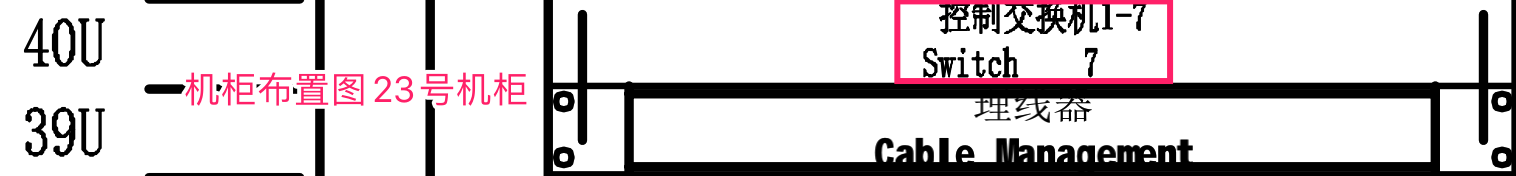 控制交换机1-7
40U
Switch 7
机柜布置图23号机柜
理线器
39U
Cable Management